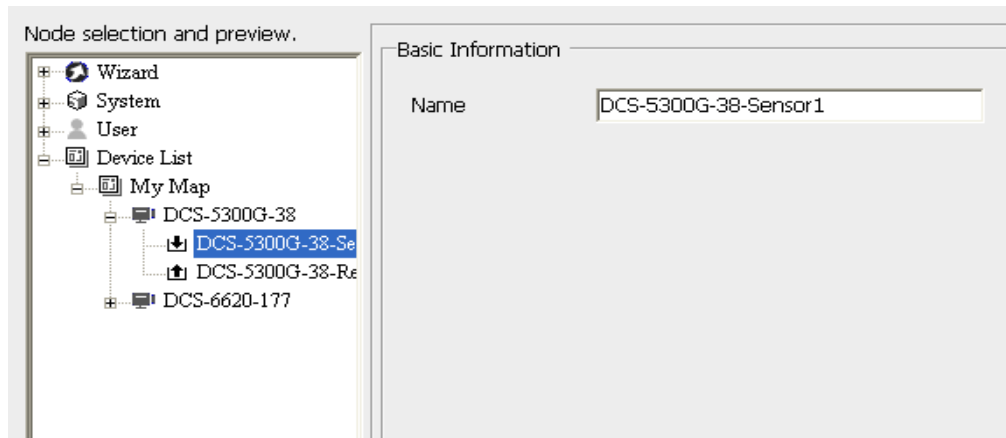 Node selection and preview.
Wizard
System
User
Device List
My Map
DCS-5300G-38
DCS-5300G-38-Se
DCS-5300G-38-Re
DCS-6620-177
Basic Information
Name
DCS-5300G-38-Sensor1